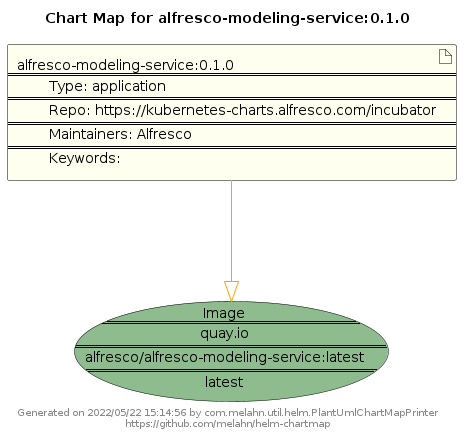 Chart Map for alfresco-modeling-service:0.1.0
alfresco-modeling-service:0.1.0
Type: application
Repo: https://kubernetes-charts.alfresco.com/incubator
Maintainers: Alfresco
Keywords:
Image
quay.io
alfresco/alfresco-modeling-service:latest
latest
Generated on 2022/05/22 15:14:56 by com.melahn.util.helm.PlantUmlChartMapPrinter
https://github.com/melahn/helm-chartmap